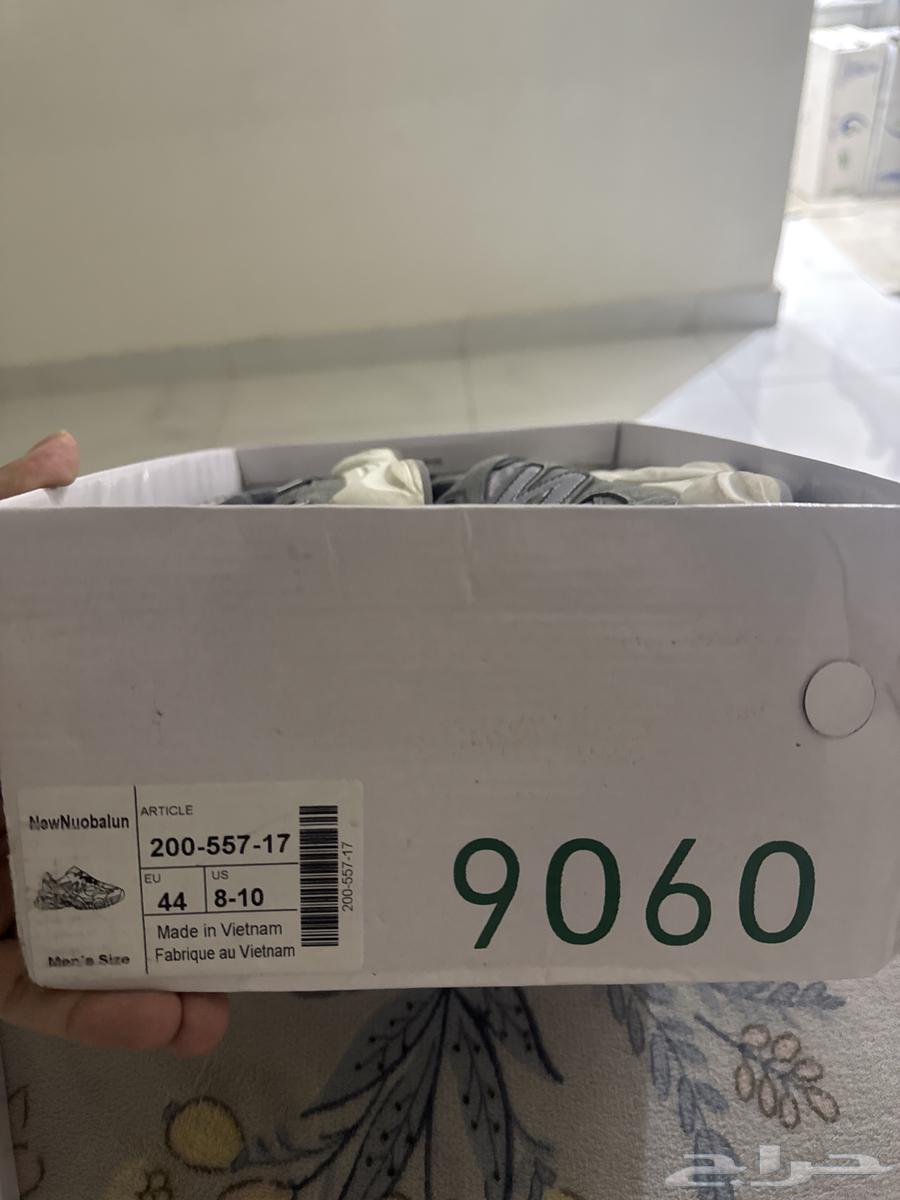 NewNuobalun
ARTICLE
200-557-17
EU
44
US
8-10
Made in Vietnam
Fabrique au Vietnam
Men's Size
200-557-17
9060
حراج